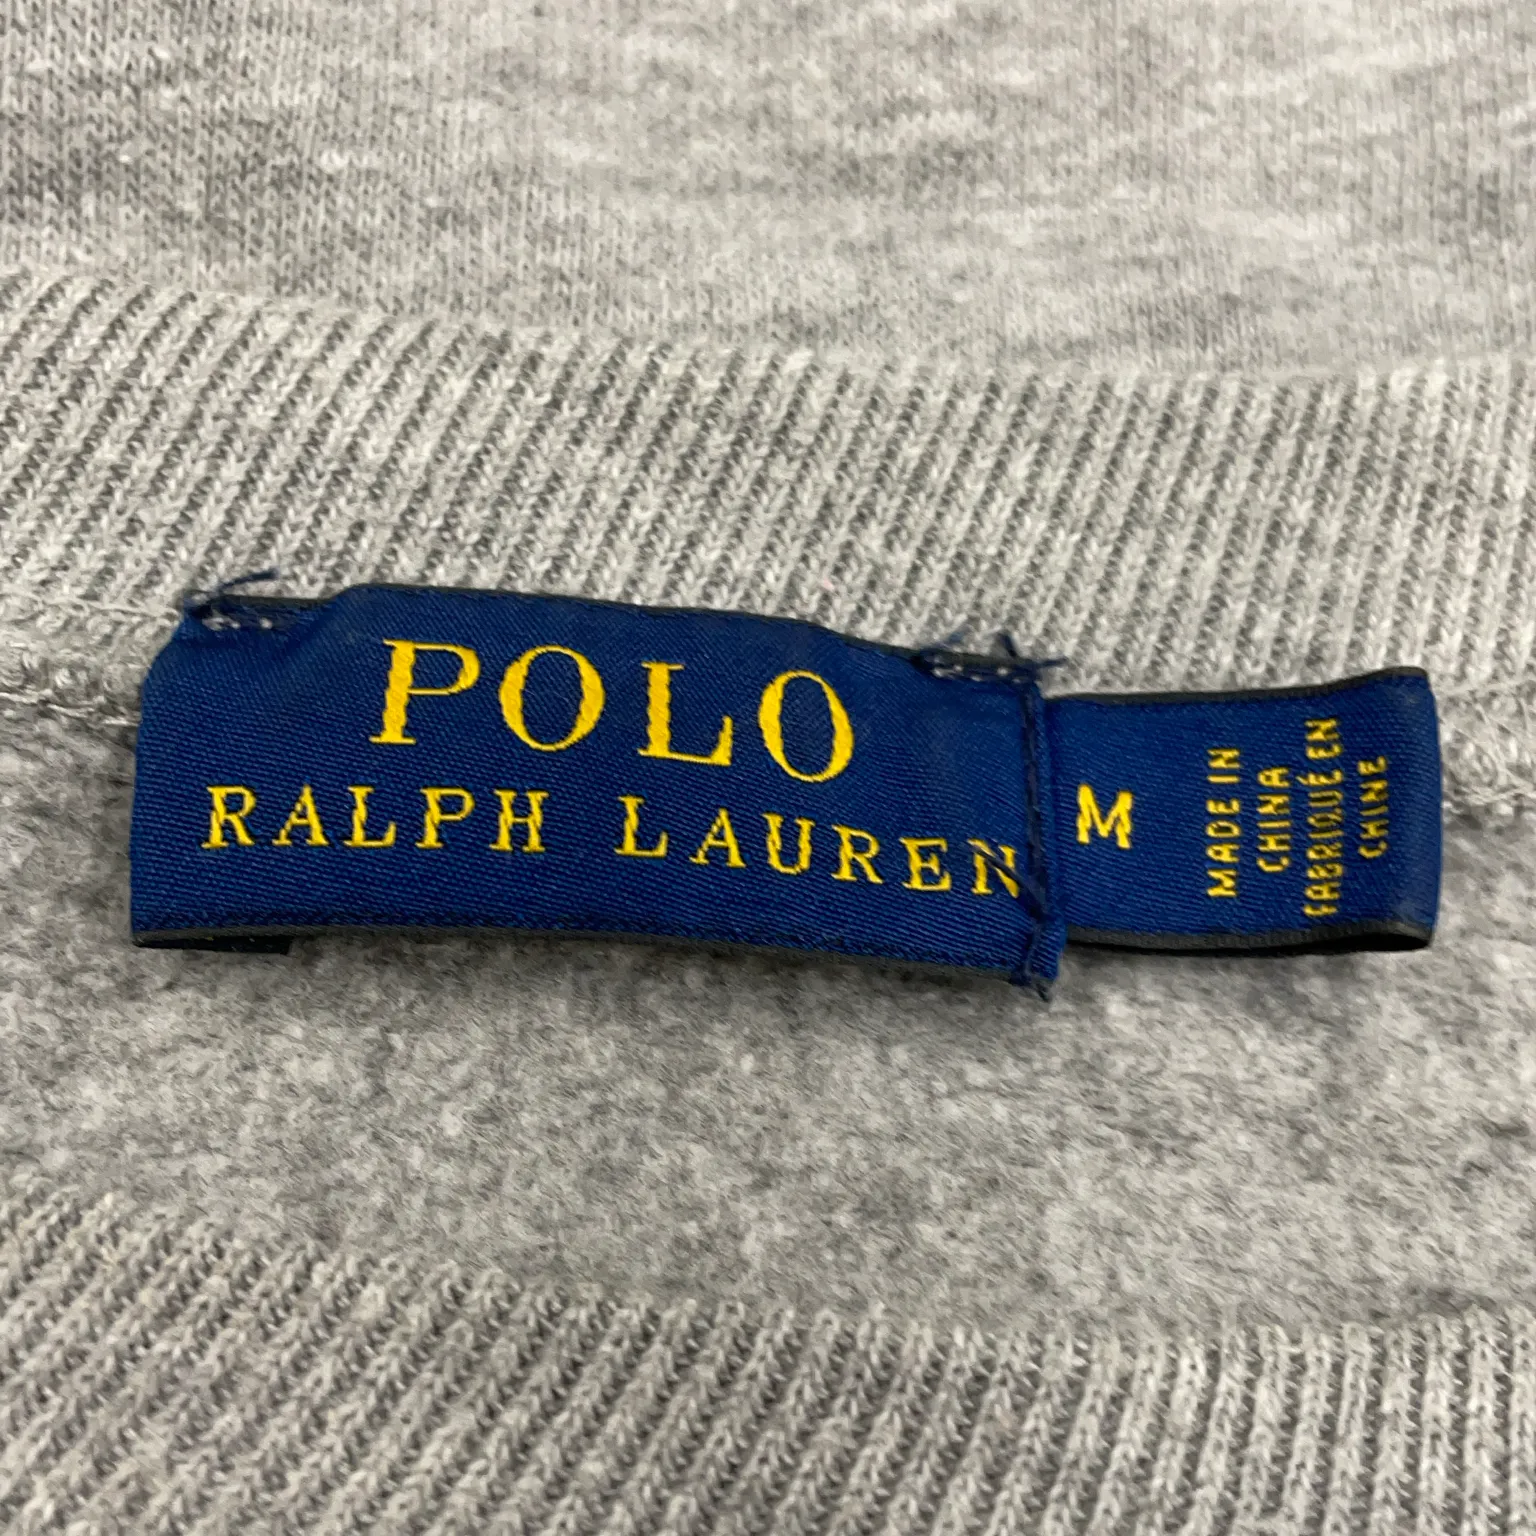 POLO
RALPH LAUREN
M
MADE IN
CHINA
FABRIQUÉ EN
CHINE